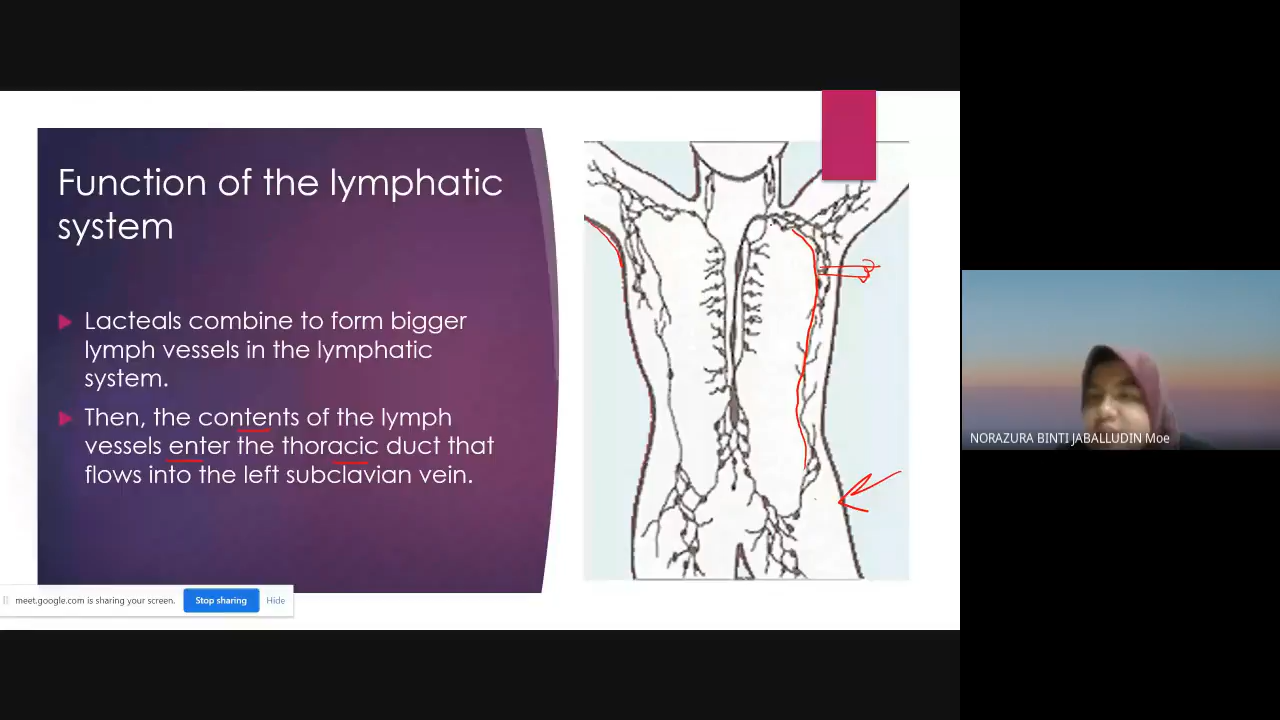 Function of the lymphatic
system
Lacteals combine to form bigger
lymph vessels in the lymphatic
system.
Then, the contents of the lymph
vessels enter the thoracic duct that
flows into the left subclavian vein.
meet.google.com is sharing your screen. Stop sharing Hide
NORAZURA BINTI JABALLUDIN Moe